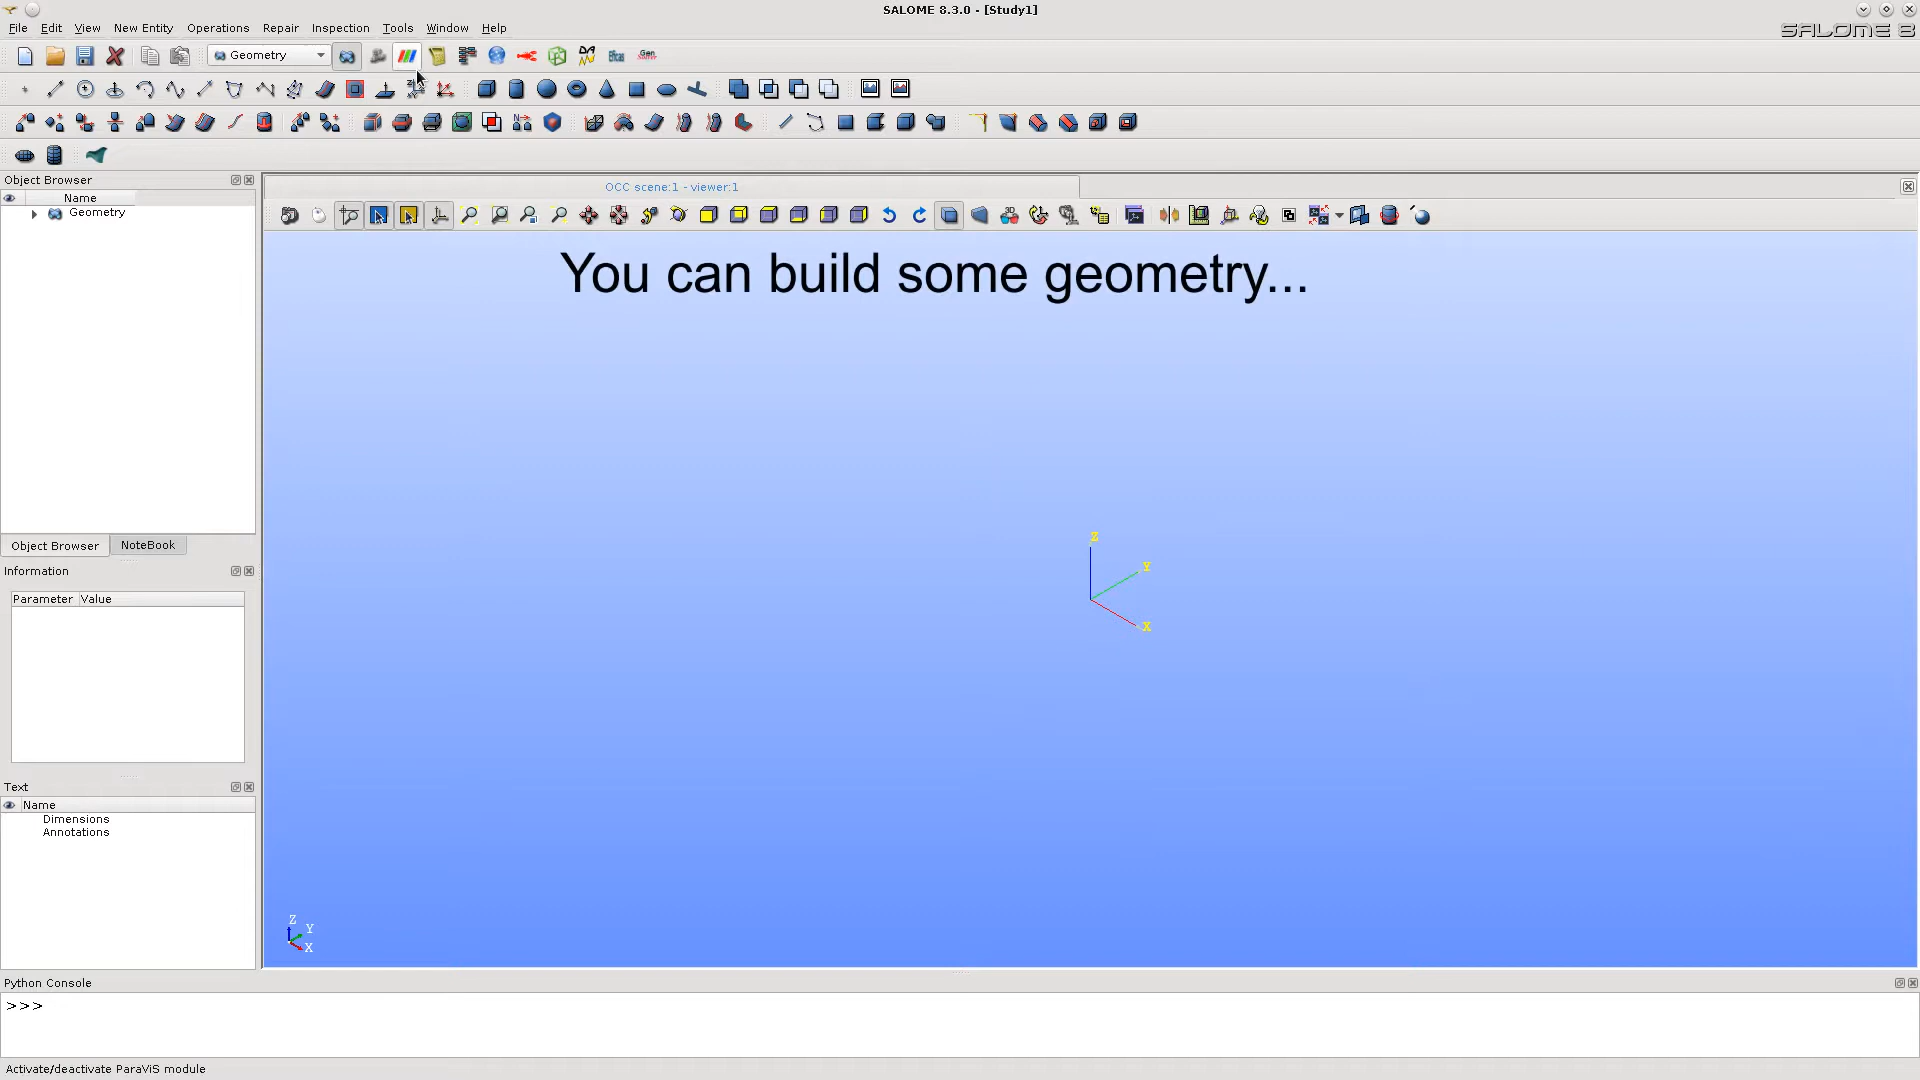 SALOME 8.3.0 - [Study1]
File Edit View New Entity Operations Repair Inspection Tools Window Help
SALOME 8
Geometry
Object Browser
Name
Geometry
OCC scene:1 - viewer:1
You can build some geometry...
Z
Y
X
Object Browser NoteBook
Information
Parameter Value
Text
Name
Dimensions
Annotations
Z
Y
X
Python Console
>>>
Activate/deactivate ParaViS module